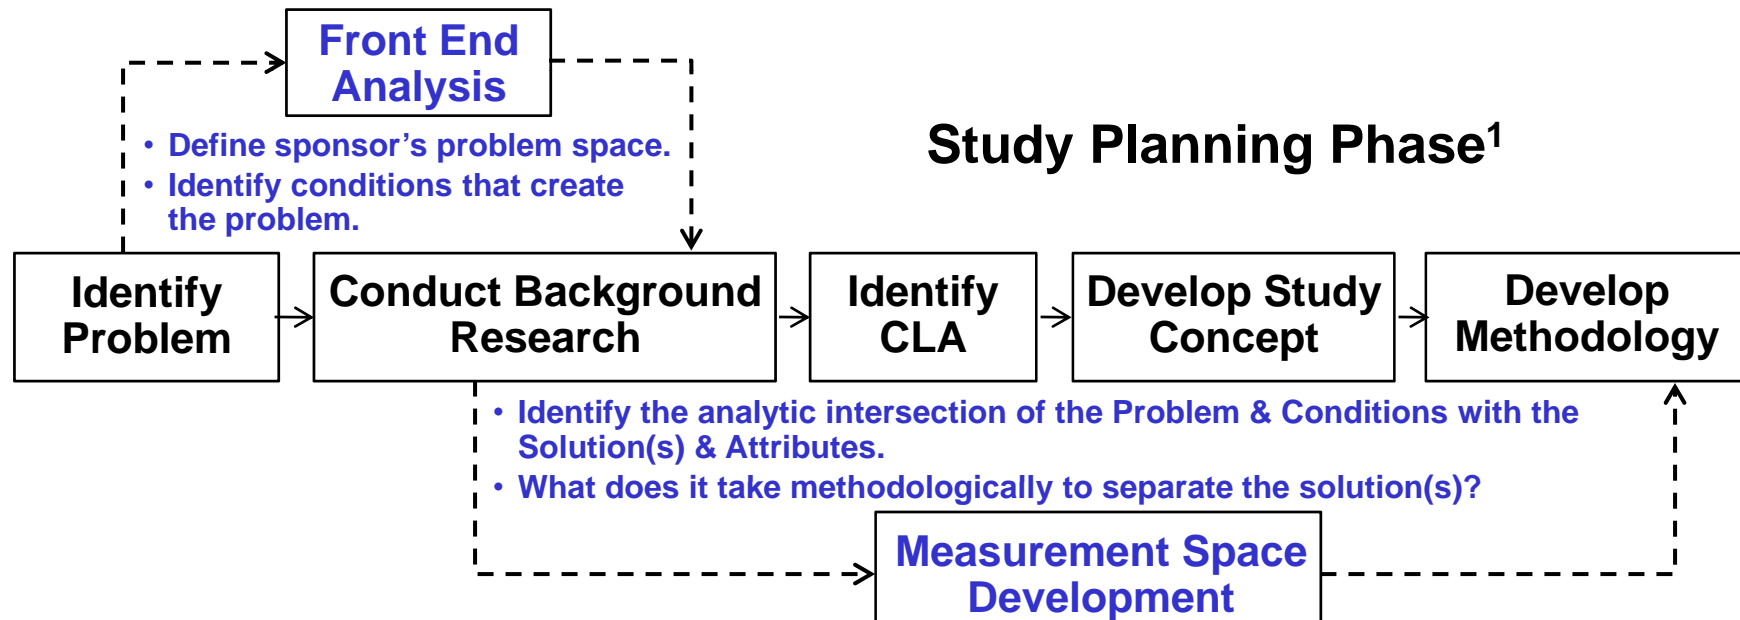 Front End
Analysis
• Define sponsor’s problem space.
• Identify conditions that create
the problem.
Study Planning Phase¹
Identify
Problem
Conduct Background
Research
Identify
CLA
Develop Study
Concept
Develop
Methodology
• Identify the analytic intersection of the Problem & Conditions with the
Solution(s) & Attributes.
• What does it take methodologically to separate the solution(s)?
Measurement Space
Development